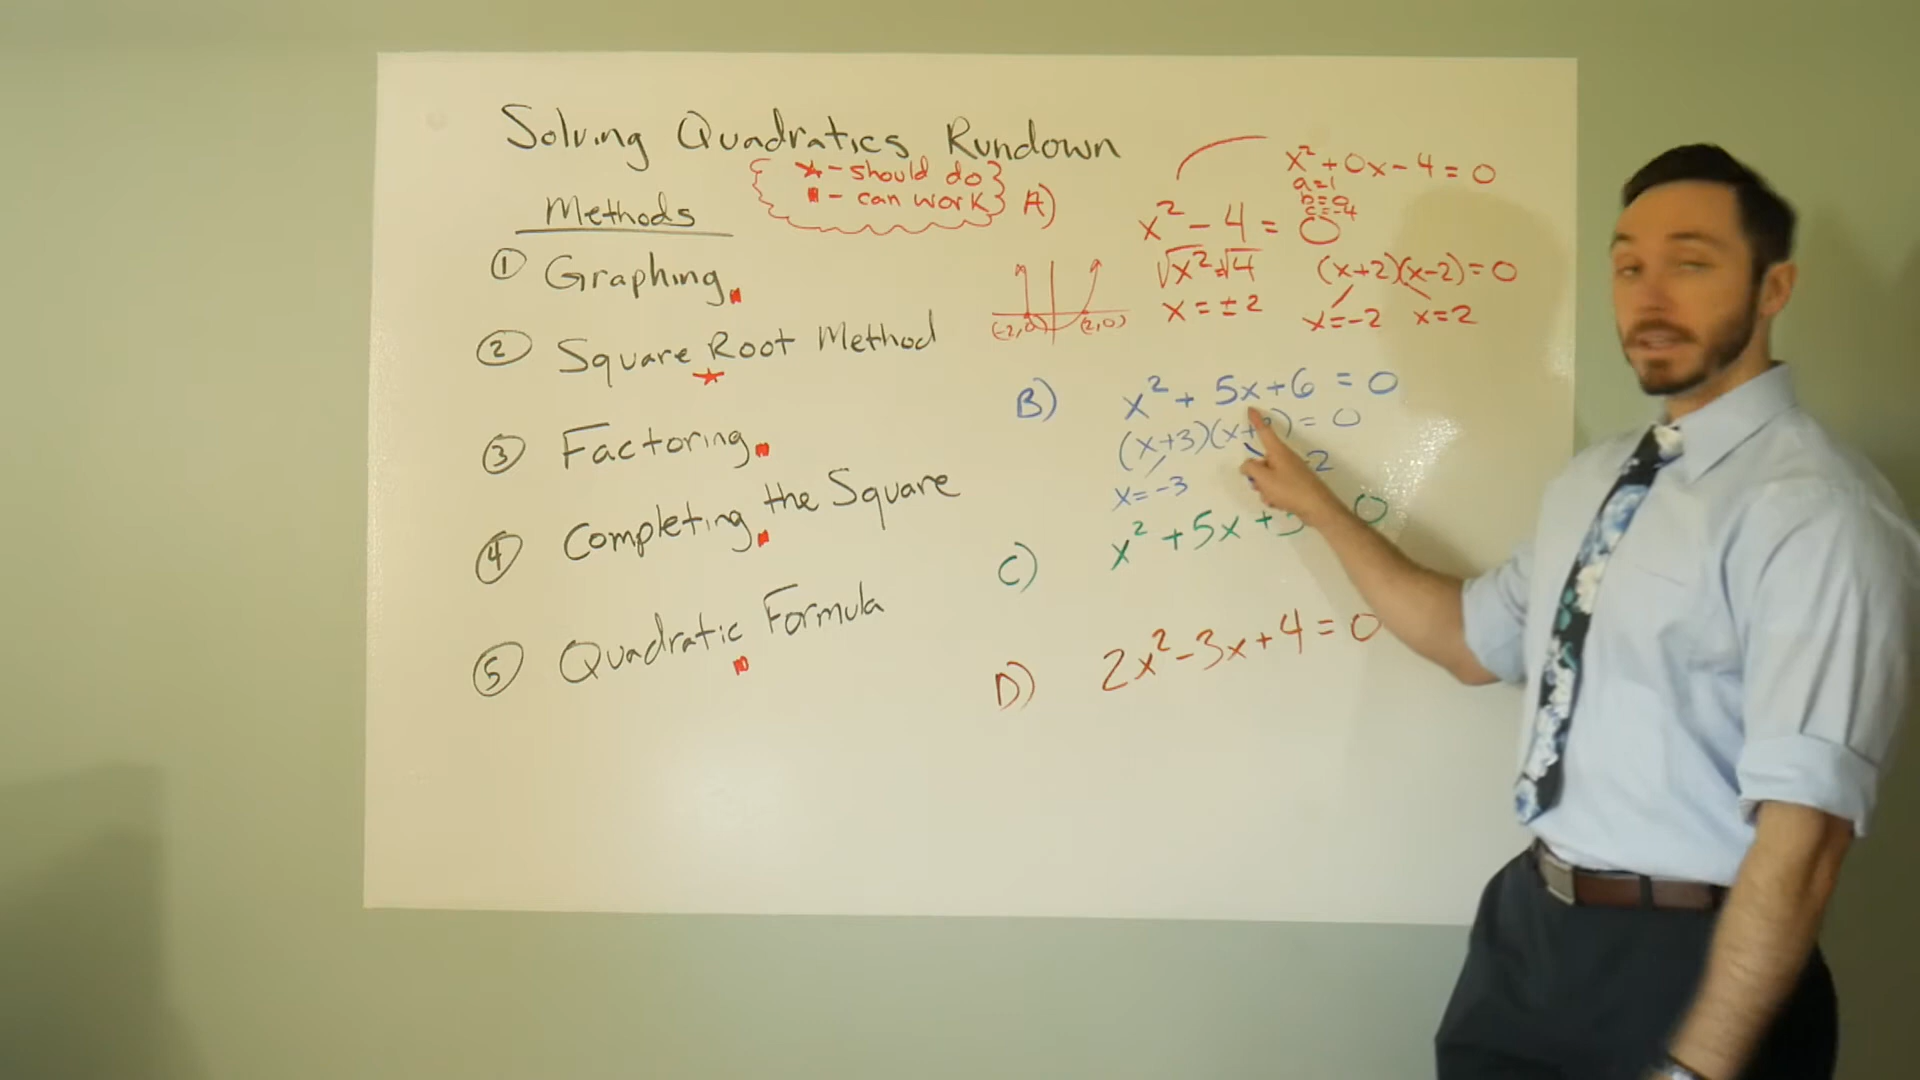 Solving Quadratics Rundown
★ - should do
■ - can work
Methods
① Graphing
② Square Root Method
③ Factoring
④ Completing the Square
⑤ Quadratic Formula
A) x² - 4 = 0
x² + 0x - 4 = 0
a=1
b=0
c=-4
√x² = √4
x = ± 2
(x+2)(x-2) = 0
x=-2 x=2
(-2,0) (2,0)
B) x² + 5x + 6 = 0
(x+3)(x+ ) = 0
x=-3 -2
C) x² + 5x + 0
D) 2x² - 3x + 4 = 0